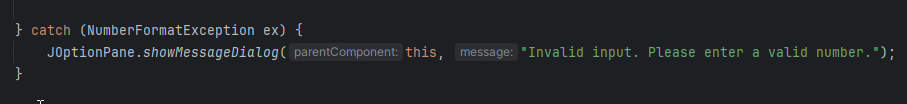 } catch (NumberFormatException ex) {
JOptionPane.showMessageDialog( parentComponent: this, message: "Invalid input. Please enter a valid number.");
}